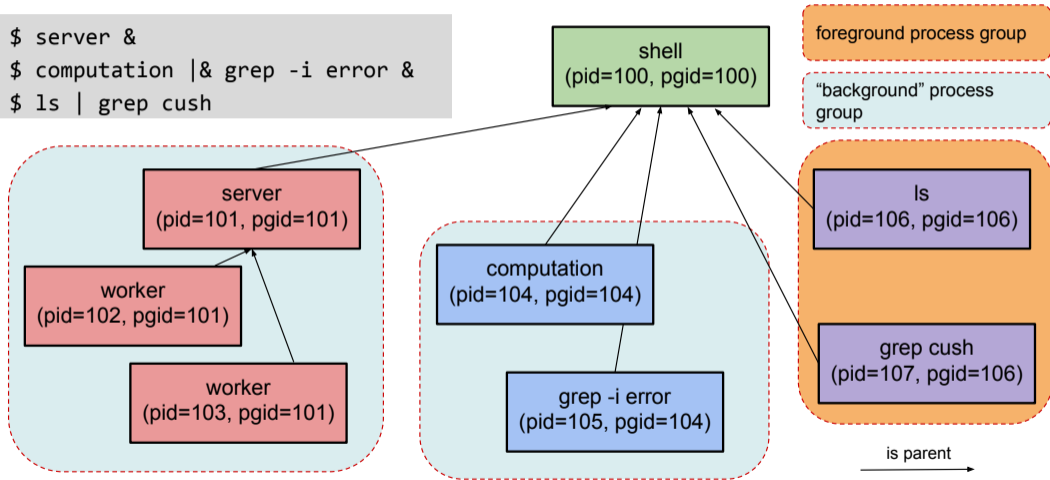 $ server &
$ computation |& grep -i error &
$ ls | grep cush
shell
(pid=100, pgid=100)
foreground process group
“background” process
group
server
(pid=101, pgid=101)
worker
(pid=102, pgid=101)
worker
(pid=103, pgid=101)
computation
(pid=104, pgid=104)
grep -i error
(pid=105, pgid=104)
ls
(pid=106, pgid=106)
grep cush
(pid=107, pgid=106)
is parent